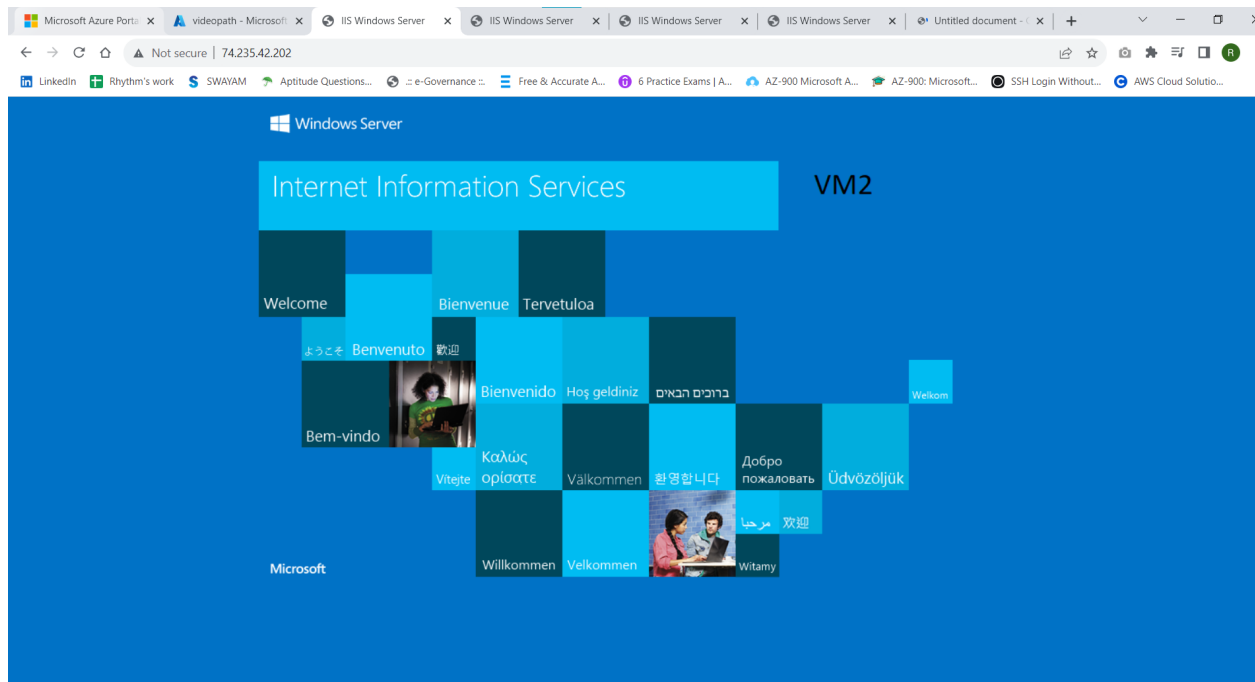 Microsoft Azure Porta
videopath - Microsoft
IIS Windows Server
IIS Windows Server
IIS Windows Server
IIS Windows Server
Untitled document - G
Not secure | 74.235.42.202
R
LinkedIn
Rhythm's work
SWAYAM
Aptitude Questions...
.:: e-Governance ::.
Free & Accurate A...
6 Practice Exams | A...
AZ-900 Microsoft A...
AZ-900: Microsoft...
SSH Login Without...
AWS Cloud Solutio...
Windows Server
Internet Information Services
VM2
Welcome
Bienvenue
Tervetuloa
ようこそ
Benvenuto
歡迎
Bienvenido
Hoş geldiniz
ברוכים הבאים
Welkom
Bem-vindo
Vítejte
Καλώς
ορίσατε
Välkommen
환영합니다
Добро
пожаловать
Üdvözöljük
مرحبا
欢迎
Microsoft
Willkommen
Velkommen
Witamy